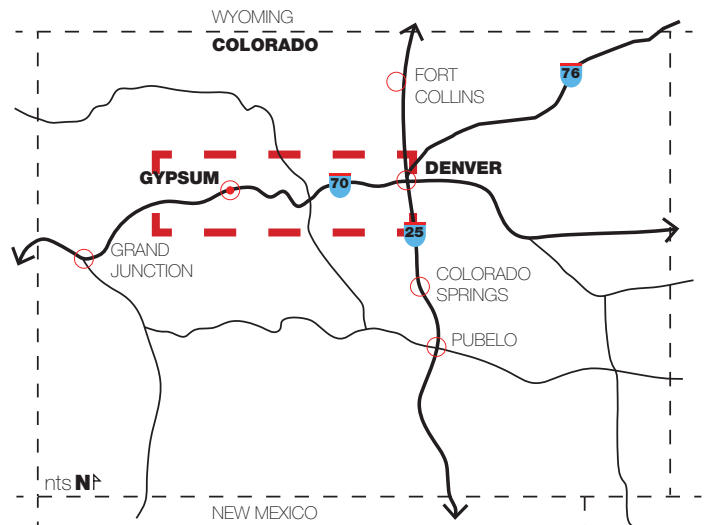 WYOMING
COLORADO
FORT
COLLINS
76
GYPSUM
DENVER
70
25
GRAND
JUNCTION
COLORADO
SPRINGS
PUBELO
nts N
NEW MEXICO